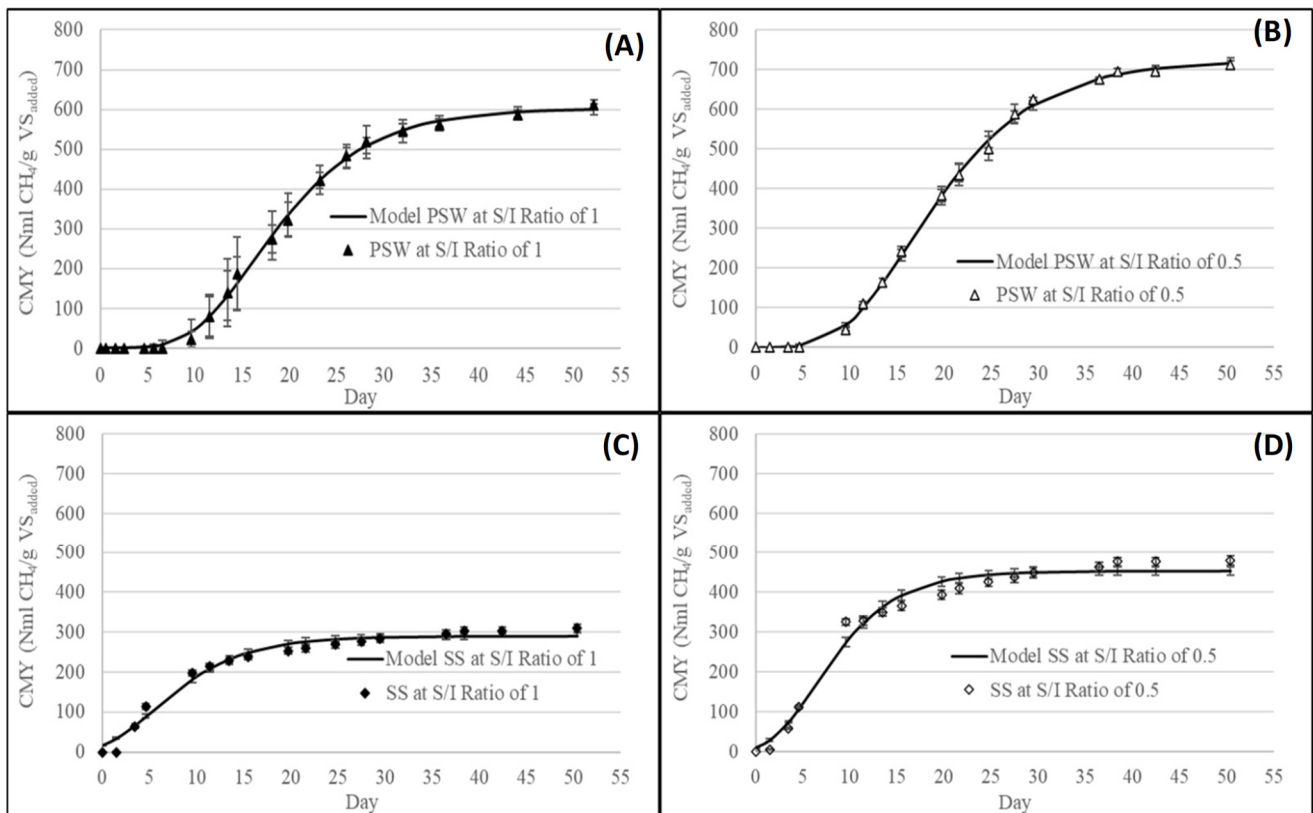 (A)
CMY (Nml CH₄/g VSadded)
800
700
600
500
400
300
200
100
0
Model PSW at S/I Ratio of 1
PSW at S/I Ratio of 1
0 5 10 15 20 25 30 35 40 45 50 55
Day
(B)
CMY (Nml CH₄/g VSadded)
800
700
600
500
400
300
200
100
0
Model PSW at S/I Ratio of 0.5
PSW at S/I Ratio of 0.5
0 5 10 15 20 25 30 35 40 45 50 55
Day
(C)
CMY (Nml CH₄/g VSadded)
800
700
600
500
400
300
200
100
0
Model SS at S/I Ratio of 1
SS at S/I Ratio of 1
0 5 10 15 20 25 30 35 40 45 50 55
Day
(D)
CMY (Nml CH₄/g VSadded)
800
700
600
500
400
300
200
100
0
Model SS at S/I Ratio of 0.5
SS at S/I Ratio of 0.5
0 5 10 15 20 25 30 35 40 45 50 55
Day